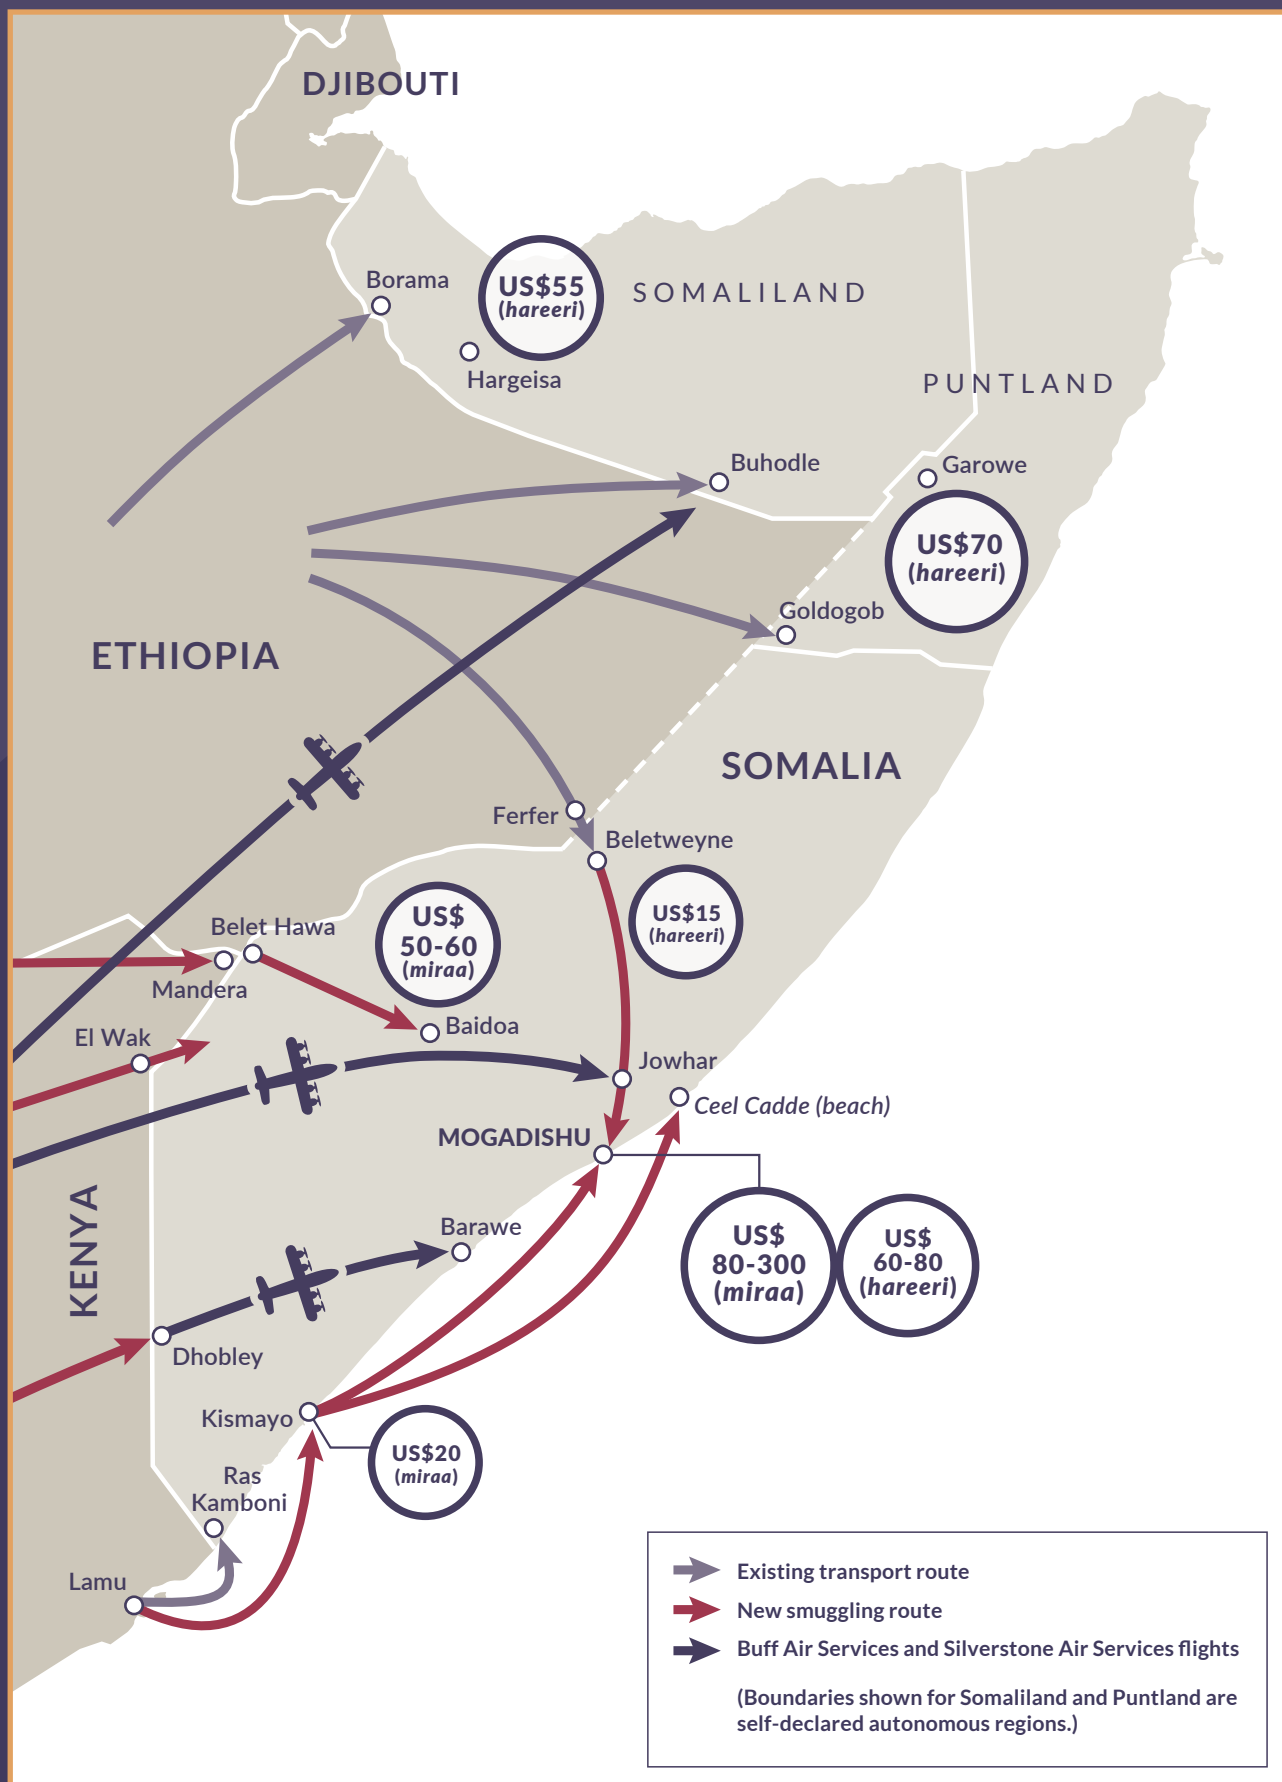 DJIBOUTI
Borama
US$55
(hareeri)
SOMALILAND
Hargeisa
PUNTLAND
Buhodle
Garowe
US$70
(hareeri)
Goldogob
ETHIOPIA
SOMALIA
Ferfer
Beletweyne
US$15
(hareeri)
Belet Hawa
US$
50-60
(miraa)
Mandera
Baidoa
El Wak
Jowhar
Ceel Cadde (beach)
MOGADISHU
KENYA
Barawe
US$
80-300
(miraa)
US$
60-80
(hareeri)
Dhobley
Kismayo
US$20
(miraa)
Ras
Kamboni
Lamu
Existing transport route
New smuggling route
Buff Air Services and Silverstone Air Services flights
(Boundaries shown for Somaliland and Puntland are
self-declared autonomous regions.)